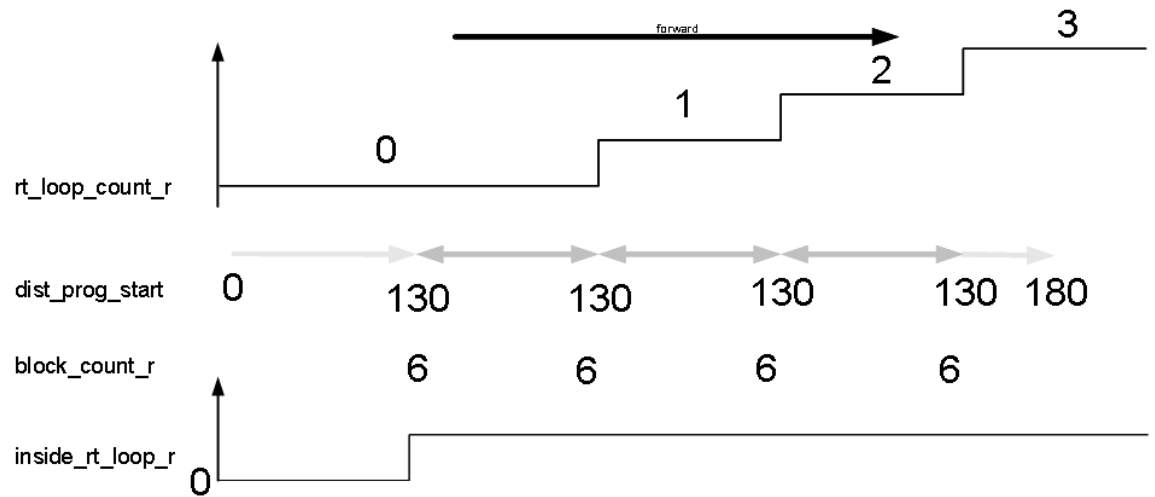 forward
3
2
1
0
rt_loop_count_r
dist_prog_start 0 130 130 130 130 180
block_count_r 6 6 6 6
inside_rt_loop_r
0